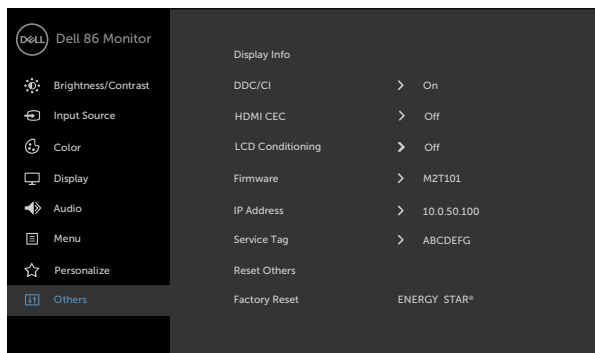 DELL Dell 86 Monitor
Display Info
Brightness/Contrast DDC/CI > On
Input Source HDMI CEC > Off
Color LCD Conditioning > Off
Display Firmware > M2T101
Audio IP Address > 10.0.50.100
Menu Service Tag > ABCDEFG
Personalize Reset Others
Others Factory Reset ENERGY STAR®